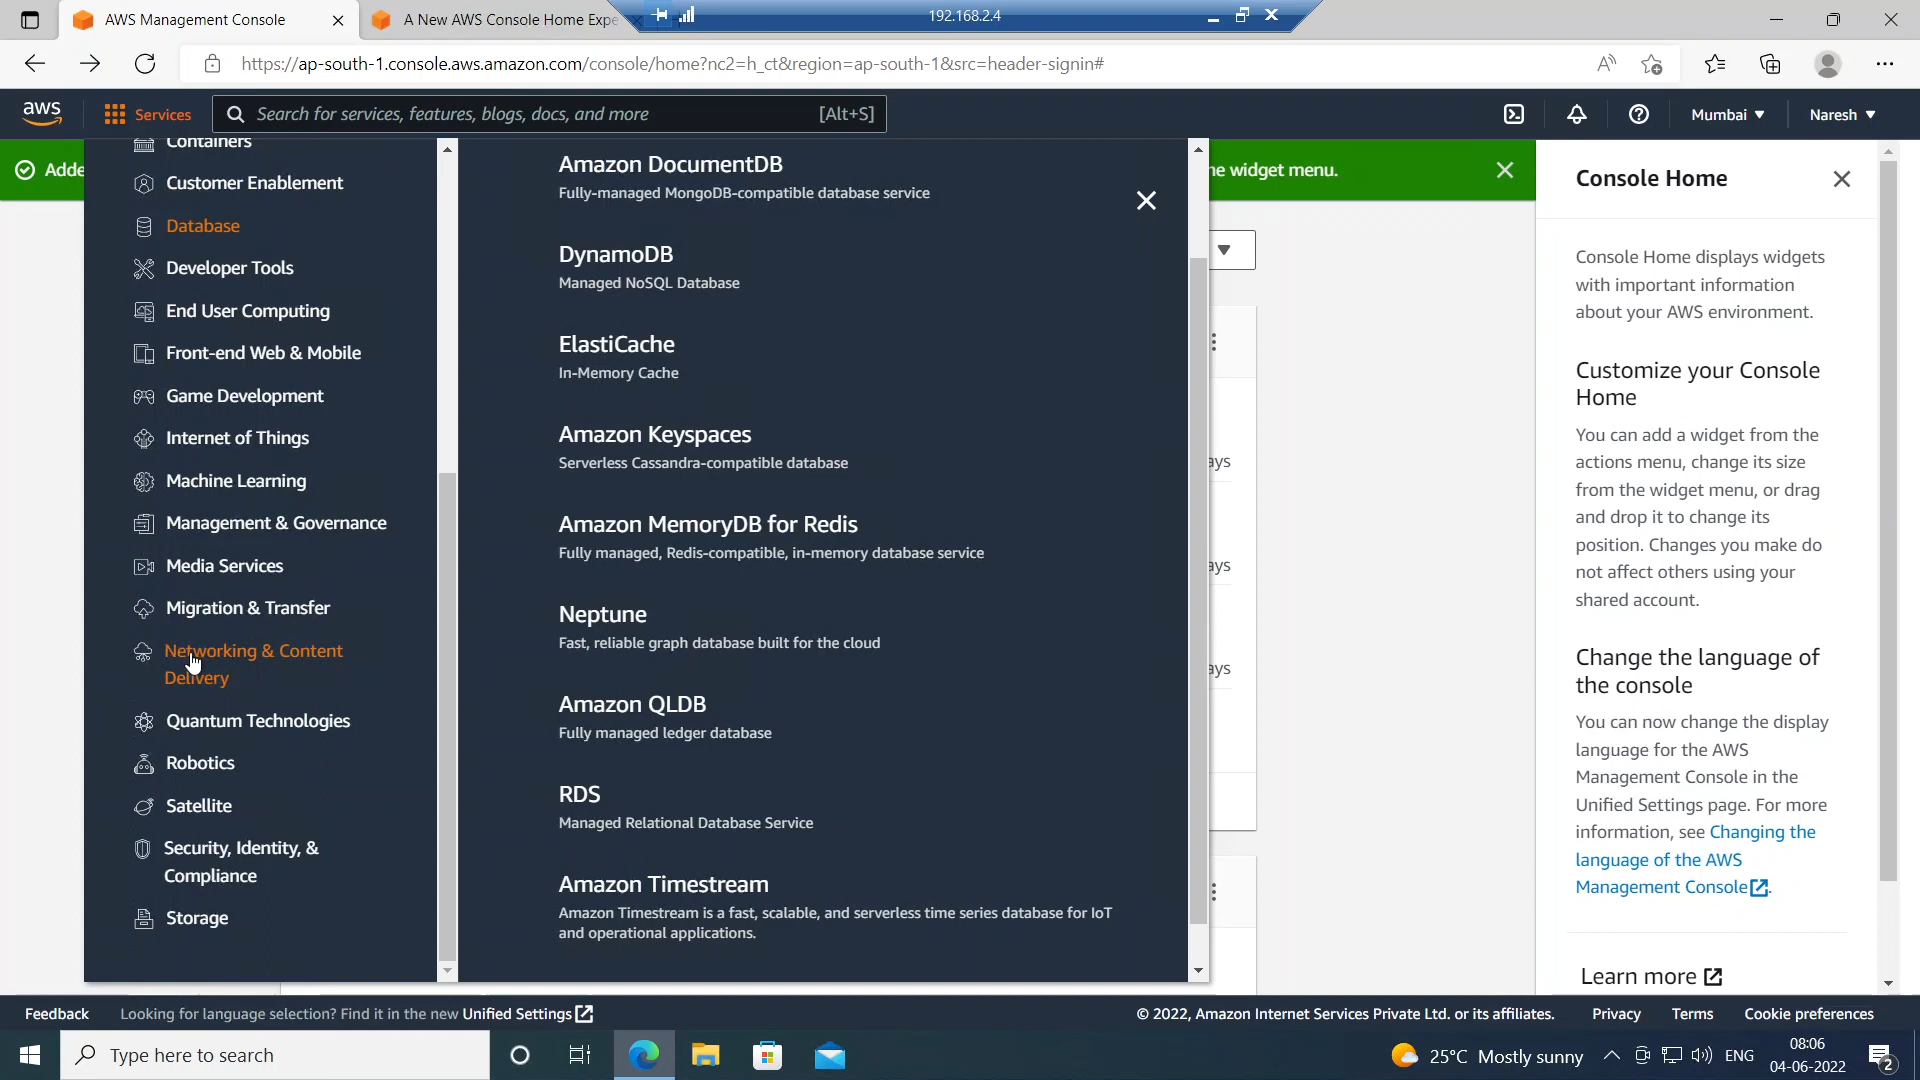 AWS Management Console
A New AWS Console Home Expe
192.168.2.4
https://ap-south-1.console.aws.amazon.com/console/home?nc2=h_ct&region=ap-south-1&src=header-signin#
aws
Services
Search for services, features, blogs, docs, and more
[Alt+S]
Mumbai
Naresh
Adde
he widget menu.
Containers
Customer Enablement
Database
Developer Tools
End User Computing
Front-end Web & Mobile
Game Development
Internet of Things
Machine Learning
Management & Governance
Media Services
Migration & Transfer
Networking & Content
Delivery
Quantum Technologies
Robotics
Satellite
Security, Identity, &
Compliance
Storage
Amazon DocumentDB
Fully-managed MongoDB-compatible database service
DynamoDB
Managed NoSQL Database
ElastiCache
In-Memory Cache
Amazon Keyspaces
Serverless Cassandra-compatible database
Amazon MemoryDB for Redis
Fully managed, Redis-compatible, in-memory database service
Neptune
Fast, reliable graph database built for the cloud
Amazon QLDB
Fully managed ledger database
RDS
Managed Relational Database Service
Amazon Timestream
Amazon Timestream is a fast, scalable, and serverless time series database for IoT
and operational applications.
ays
ays
ays
Console Home
Console Home displays widgets
with important information
about your AWS environment.
Customize your Console
Home
You can add a widget from the
actions menu, change its size
from the widget menu, or drag
and drop it to change its
position. Changes you make do
not affect others using your
shared account.
Change the language of
the console
You can now change the display
language for the AWS
Management Console in the
Unified Settings page. For more
information, see Changing the
language of the AWS
Management Console.
Learn more
Feedback
Looking for language selection? Find it in the new Unified Settings
© 2022, Amazon Internet Services Private Ltd. or its affiliates.
Privacy
Terms
Cookie preferences
Type here to search
25°C Mostly sunny
ENG
08:06
04-06-2022
2